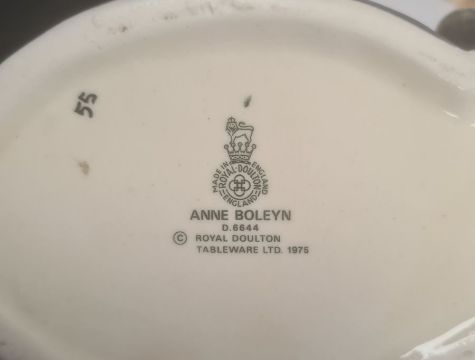 55
MADE IN ENGLAND
ROYAL DOULTON
ENGLAND
ANNE BOLEYN
D.6644
© ROYAL DOULTON
TABLEWARE LTD. 1975